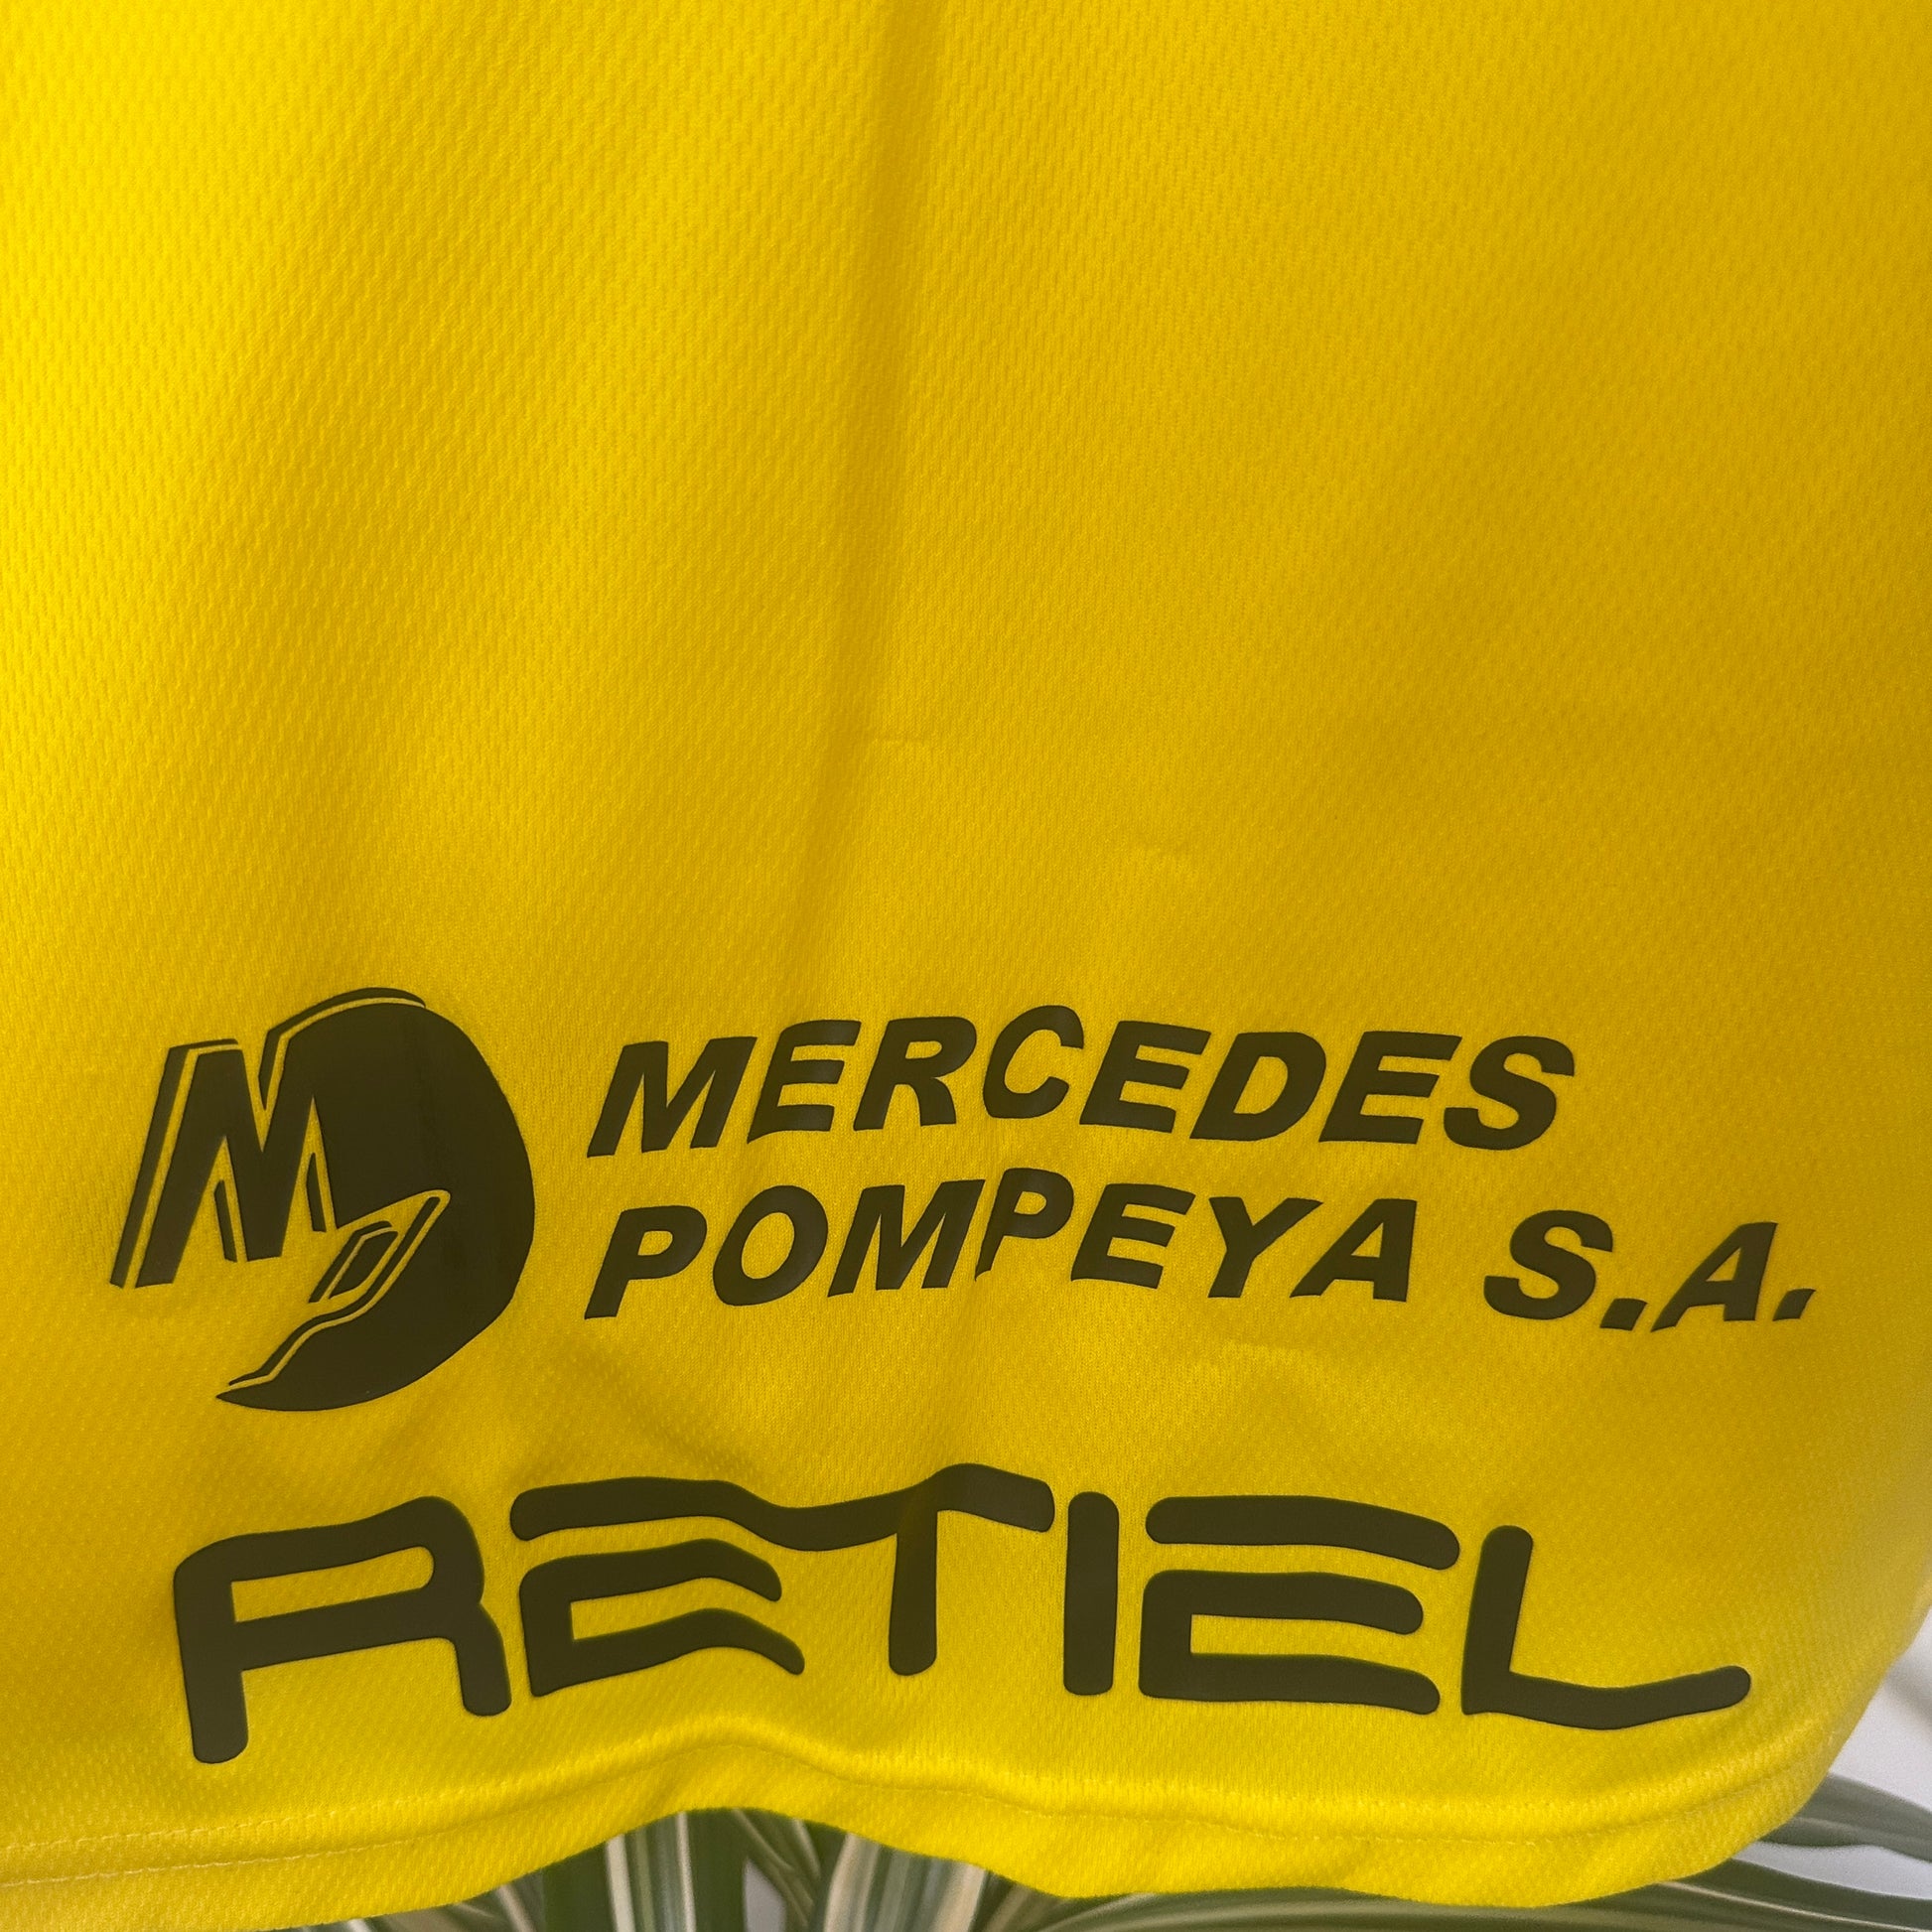 MERCEDES
POMPEYA S.A.
RETIEL